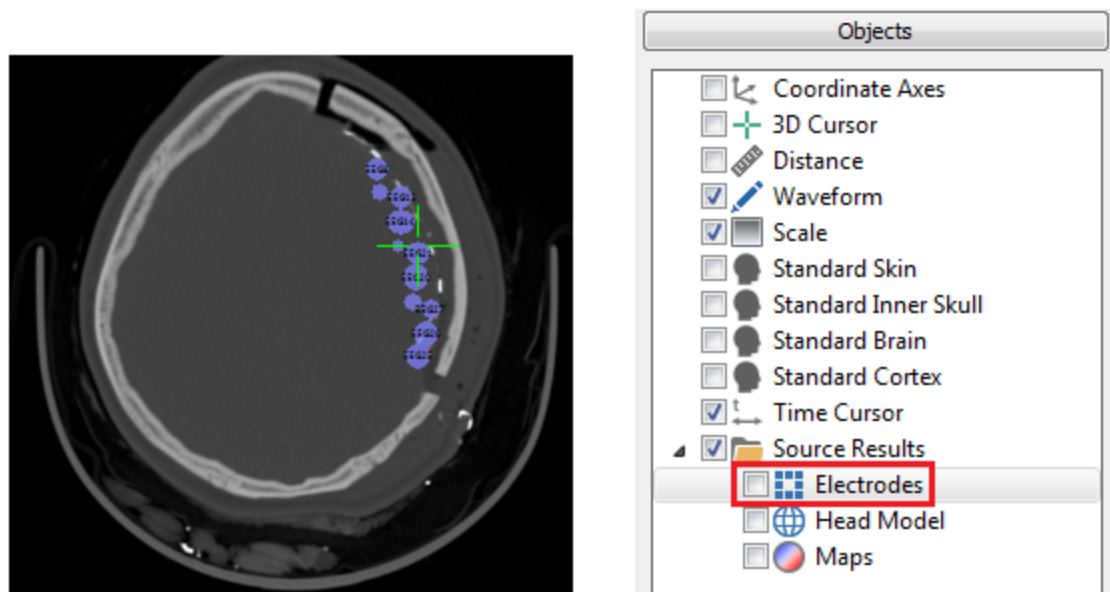 Objects
Coordinate Axes
3D Cursor
Distance
Waveform
Scale
Standard Skin
Standard Inner Skull
Standard Brain
Standard Cortex
t
Time Cursor
Source Results
Electrodes
Head Model
Maps